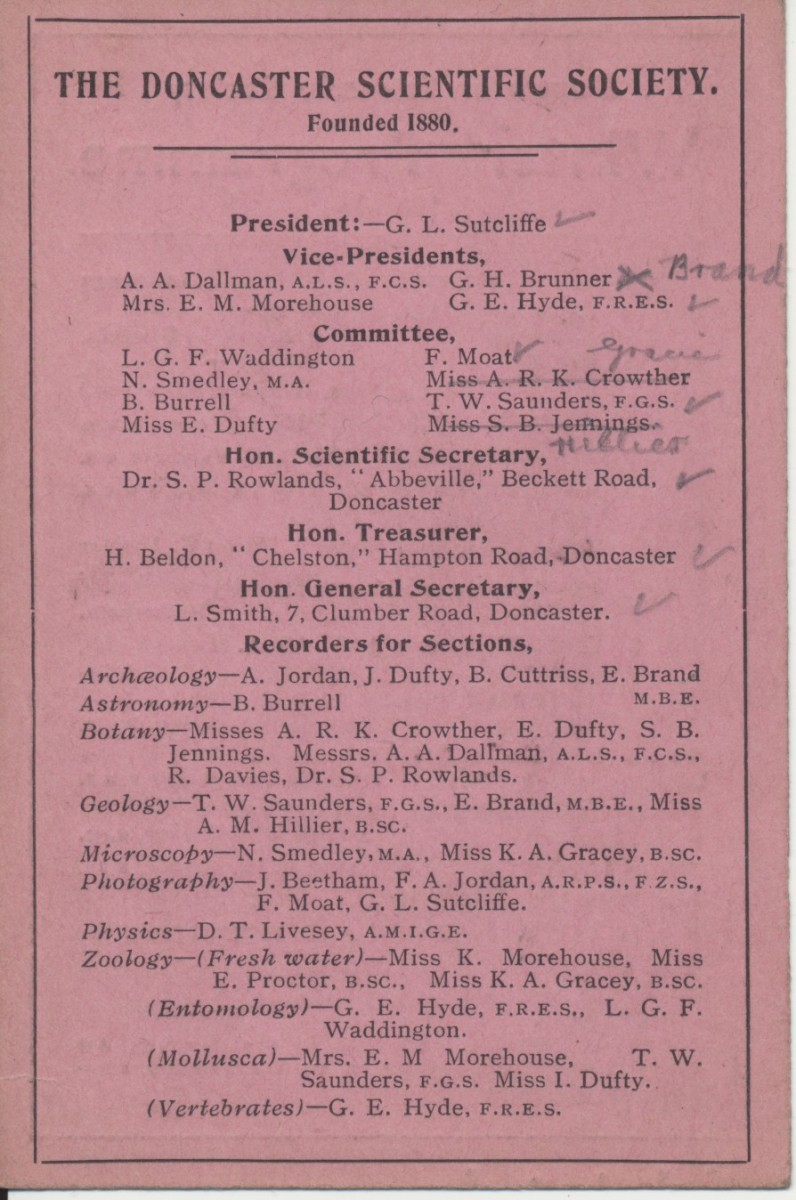 THE DONCASTER SCIENTIFIC SOCIETY.
Founded 1880.
President:—G. L. Sutcliffe ✓
Vice-Presidents,
A. A. Dallman, A.L.S., F.C.S. G. H. Brunner Brand
Mrs. E. M. Morehouse G. E. Hyde, F.R.E.S. ✓
Committee,
L. G. F. Waddington F. Moat ✓ Gracie
N. Smedley, M.A. Miss A. R. K. Crowther
B. Burrell T. W. Saunders, F.G.S. ✓
Miss E. Dufty Miss S. B. Jennings.
Hillier
Hon. Scientific Secretary,
Dr. S. P. Rowlands, "Abbeville," Beckett Road, ✓
Doncaster
Hon. Treasurer,
H. Beldon, "Chelston," Hampton Road, Doncaster ✓
Hon. General Secretary,
L. Smith, 7, Clumber Road, Doncaster. ✓
Recorders for Sections,
Archæology—A. Jordan, J. Dufty, B. Cuttriss, E. Brand
M.B.E.
Astronomy—B. Burrell
Botany—Misses A. R. K. Crowther, E. Dufty, S. B.
Jennings. Messrs. A. A. Dallman, A.L.S., F.C.S.,
R. Davies, Dr. S. P. Rowlands.
Geology—T. W. Saunders, F.G.S., E. Brand, M.B.E., Miss
A. M. Hillier, B.SC.
Microscopy—N. Smedley, M.A., Miss K. A. Gracey, B.SC.
Photography—J. Beetham, F. A. Jordan, A.R.P.S., F.Z.S.,
F. Moat, G. L. Sutcliffe.
Physics—D. T. Livesey, A.M.I.G.E.
Zoology—(Fresh water)—Miss K. Morehouse, Miss
E. Proctor, B.SC., Miss K. A. Gracey, B.SC.
(Entomology)—G. E. Hyde, F.R.E.S., L. G. F.
Waddington.
(Mollusca)—Mrs. E. M Morehouse, T. W.
Saunders, F.G.S. Miss I. Dufty.
(Vertebrates)—G. E. Hyde, F.R.E.S.